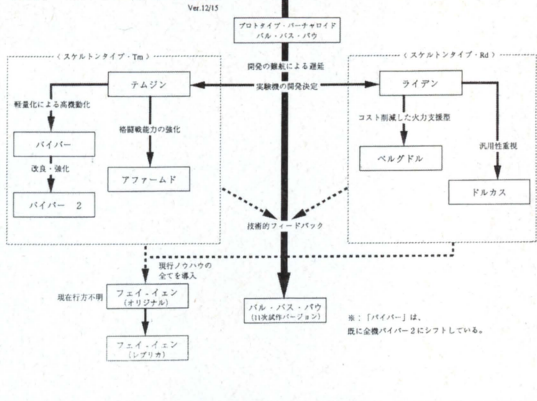 Ver.12/15
プロトタイプ・バーチャロイド
バル・バス・バウ
開発の難航による遅延
実験機の開発決定
〈 スケルトンタイプ・Tm 〉
テムジン
軽量化による高機動化
格闘戦能力の強化
バイパー
改良・強化
アファームド
バイパー 2
〈 スケルトンタイプ・Rd 〉
ライデン
コスト削減した火力支援型
汎用性重視
ベルグドル
ドルカス
技術的フィードバック
現行ノウハウの
全てを導入
現在行方不明
フェイ-イェン
(オリジナル)
フェイ-イェン
(レプリカ)
バル・バス・バウ
(11次試作バージョン)
※：「バイパー」は、
既に全機バイパー2にシフトしている。